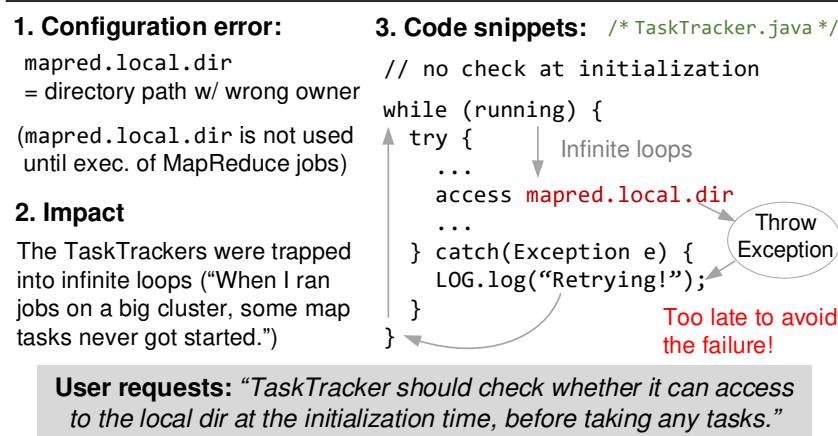 1. Configuration error:
mapred.local.dir
= directory path w/ wrong owner
(mapred.local.dir is not used
until exec. of MapReduce jobs)
2. Impact
The TaskTrackers were trapped
into infinite loops (“When I ran
jobs on a big cluster, some map
tasks never got started.”)
3. Code snippets: /* TaskTracker.java */
// no check at initialization
while (running) {
try {
Infinite loops
...
access mapred.local.dir
...
Throw
Exception
} catch(Exception e) {
LOG.log(“Retrying!”);
}
}
Too late to avoid
the failure!
User requests: “TaskTracker should check whether it can access
to the local dir at the initialization time, before taking any tasks.”